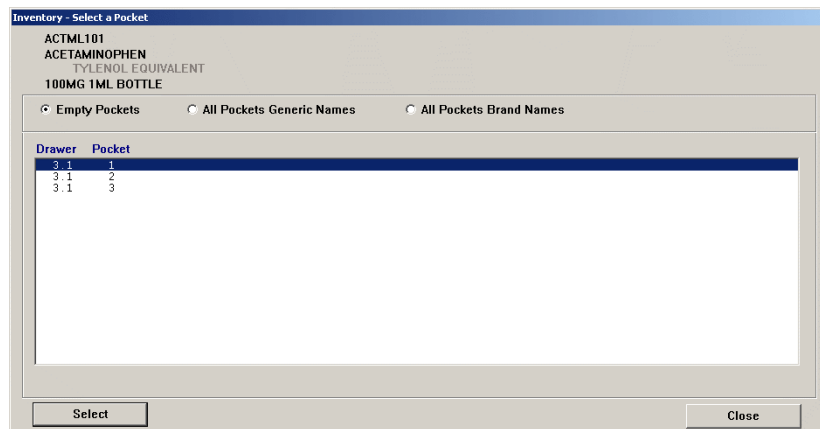 Inventory - Select a Pocket
ACTML101
ACETAMINOPHEN
TYLENOL EQUIVALENT
100MG 1ML BOTTLE
Empty Pockets All Pockets Generic Names All Pockets Brand Names
Drawer Pocket
3.1 1
3.1 2
3.1 3
Select Close